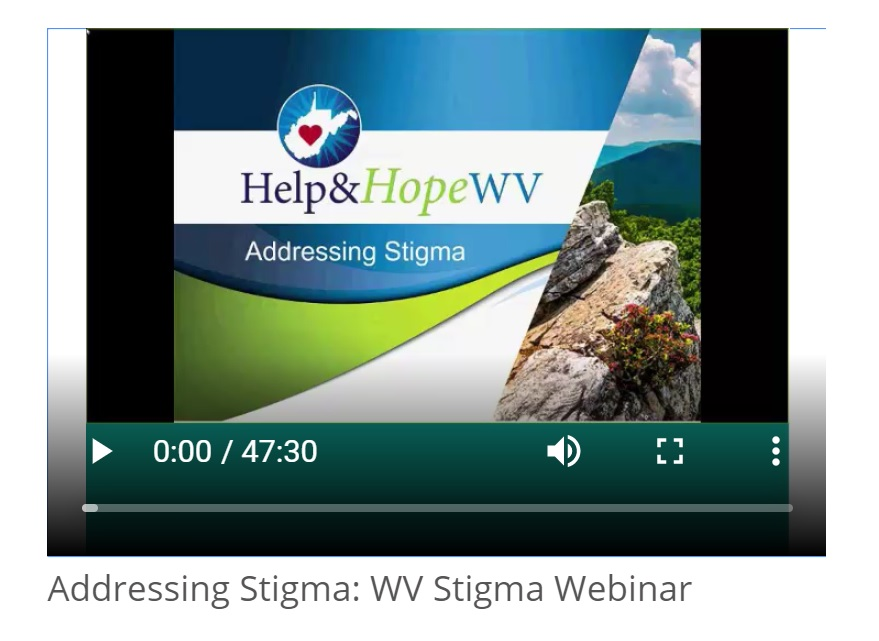 Help&HopeWV
Addressing Stigma
0:00 / 47:30
Addressing Stigma: WV Stigma Webinar